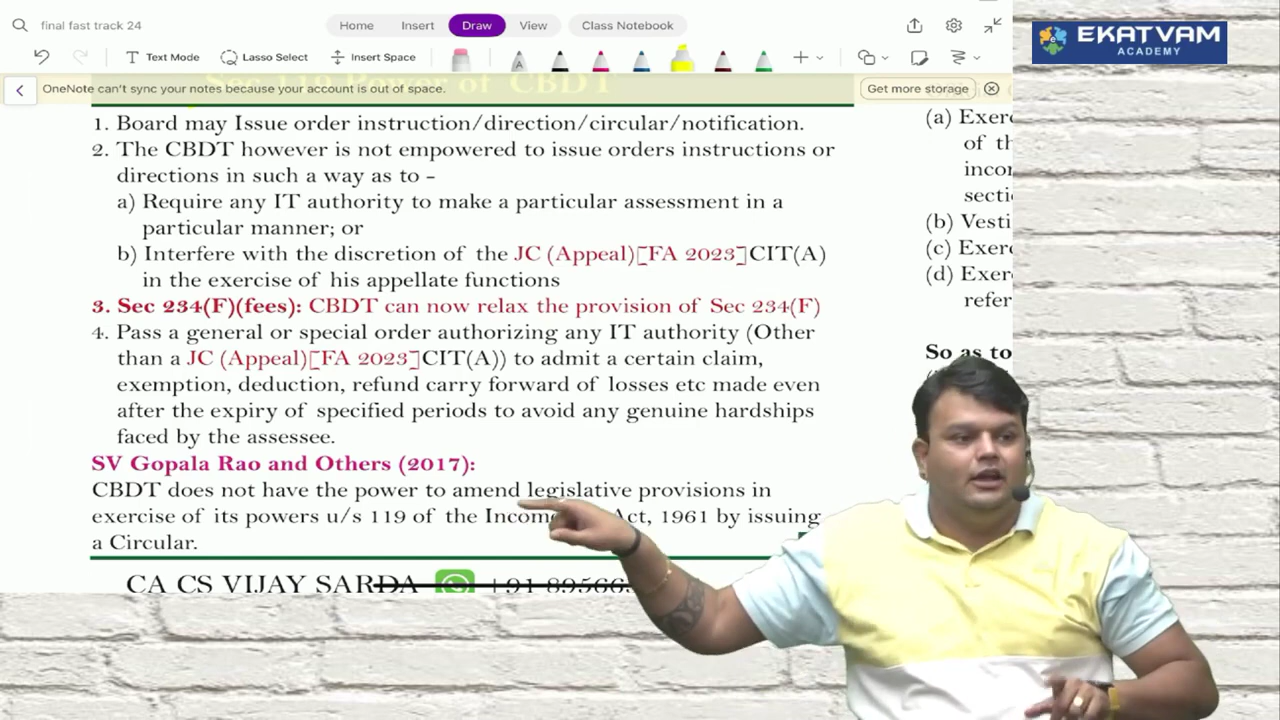 final fast track 24
Home Insert Draw View Class Notebook
Text Mode Lasso Select Insert Space
OneNote can't sync your notes because your account is out of space. Get more storage
of CBDT
1. Board may Issue order instruction/direction/circular/notification.
2. The CBDT however is not empowered to issue orders instructions or
directions in such a way as to -
a) Require any IT authority to make a particular assessment in a
particular manner; or
b) Interfere with the discretion of the JC (Appeal)[FA 2023]CIT(A)
in the exercise of his appellate functions
3. Sec 234(F)(fees): CBDT can now relax the provision of Sec 234(F)
4. Pass a general or special order authorizing any IT authority (Other
than a JC (Appeal)[FA 2023]CIT(A)) to admit a certain claim,
exemption, deduction, refund carry forward of losses etc made even
after the expiry of specified periods to avoid any genuine hardships
faced by the assessee.
SV Gopala Rao and Others (2017):
CBDT does not have the power to amend legislative provisions in
exercise of its powers u/s 119 of the Income Act, 1961 by issuing
a Circular.
CA CS VIJAY SARDA +91 8956
(a) Exer
of th
(b) Vesti
(c) Exer
(d) Exer
refer
So as to
EKATVAM
ACADEMY